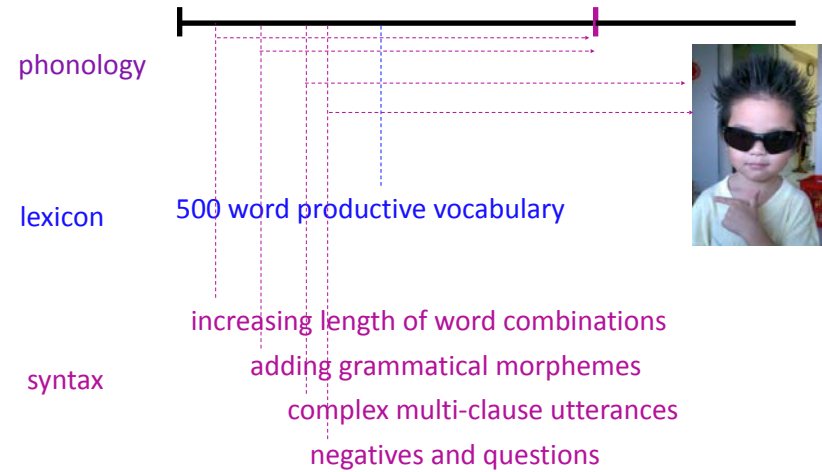 phonology
lexicon
500 word productive vocabulary
increasing length of word combinations
adding grammatical morphemes
syntax
complex multi-clause utterances
negatives and questions